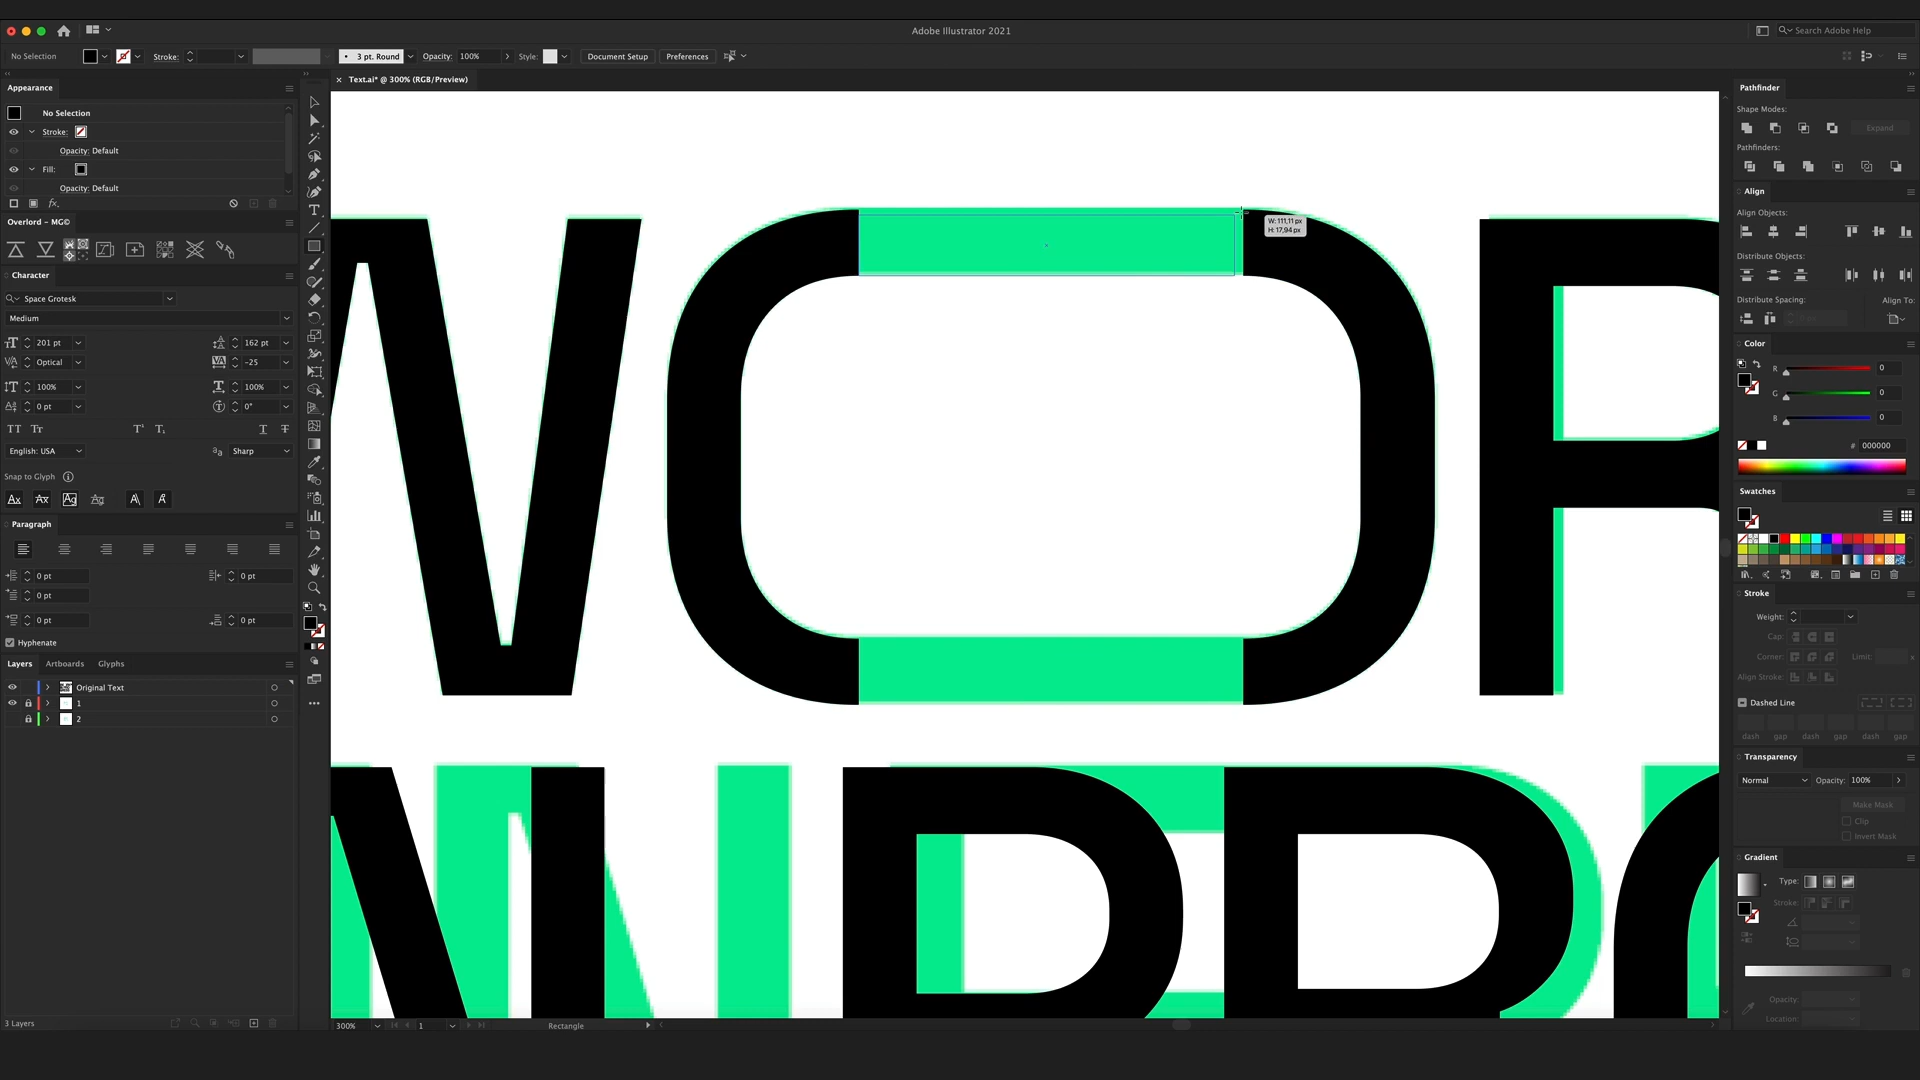 Adobe Illustrator 2021
Search Adobe Help
No Selection
Stroke:
3 pt. Round
Opacity: 100%
Style:
Document Setup
Preferences
× Text.ai* @ 300% (RGB/Preview)
Appearance
No Selection
Stroke:
Opacity: Default
Fill:
Opacity: Default
fx
Overlord – MG©
Character
Space Grotesk
Medium
201 pt
162 pt
Optical
-25
100%
100%
0 pt
0°
English: USA
Sharp
Snap to Glyph
Paragraph
0 pt
0 pt
0 pt
0 pt
0 pt
Hyphenate
Layers
Artboards
Glyphs
Original Text
1
2
3 Layers
W: 111,11 px
H: 17,94 px
300%
1
Rectangle
Pathfinder
Shape Modes:
Expand
Pathfinders:
Align
Align Objects:
Distribute Objects:
Distribute Spacing:
Align To:
Color
R 0
G 0
B 0
# 000000
Swatches
Stroke
Weight:
Cap:
Corner:
Limit:
Align Stroke:
Dashed Line
dash gap dash gap dash gap
Transparency
Normal
Opacity: 100%
Make Mask
Clip
Invert Mask
Gradient
Type:
Stroke:
Opacity:
Location: